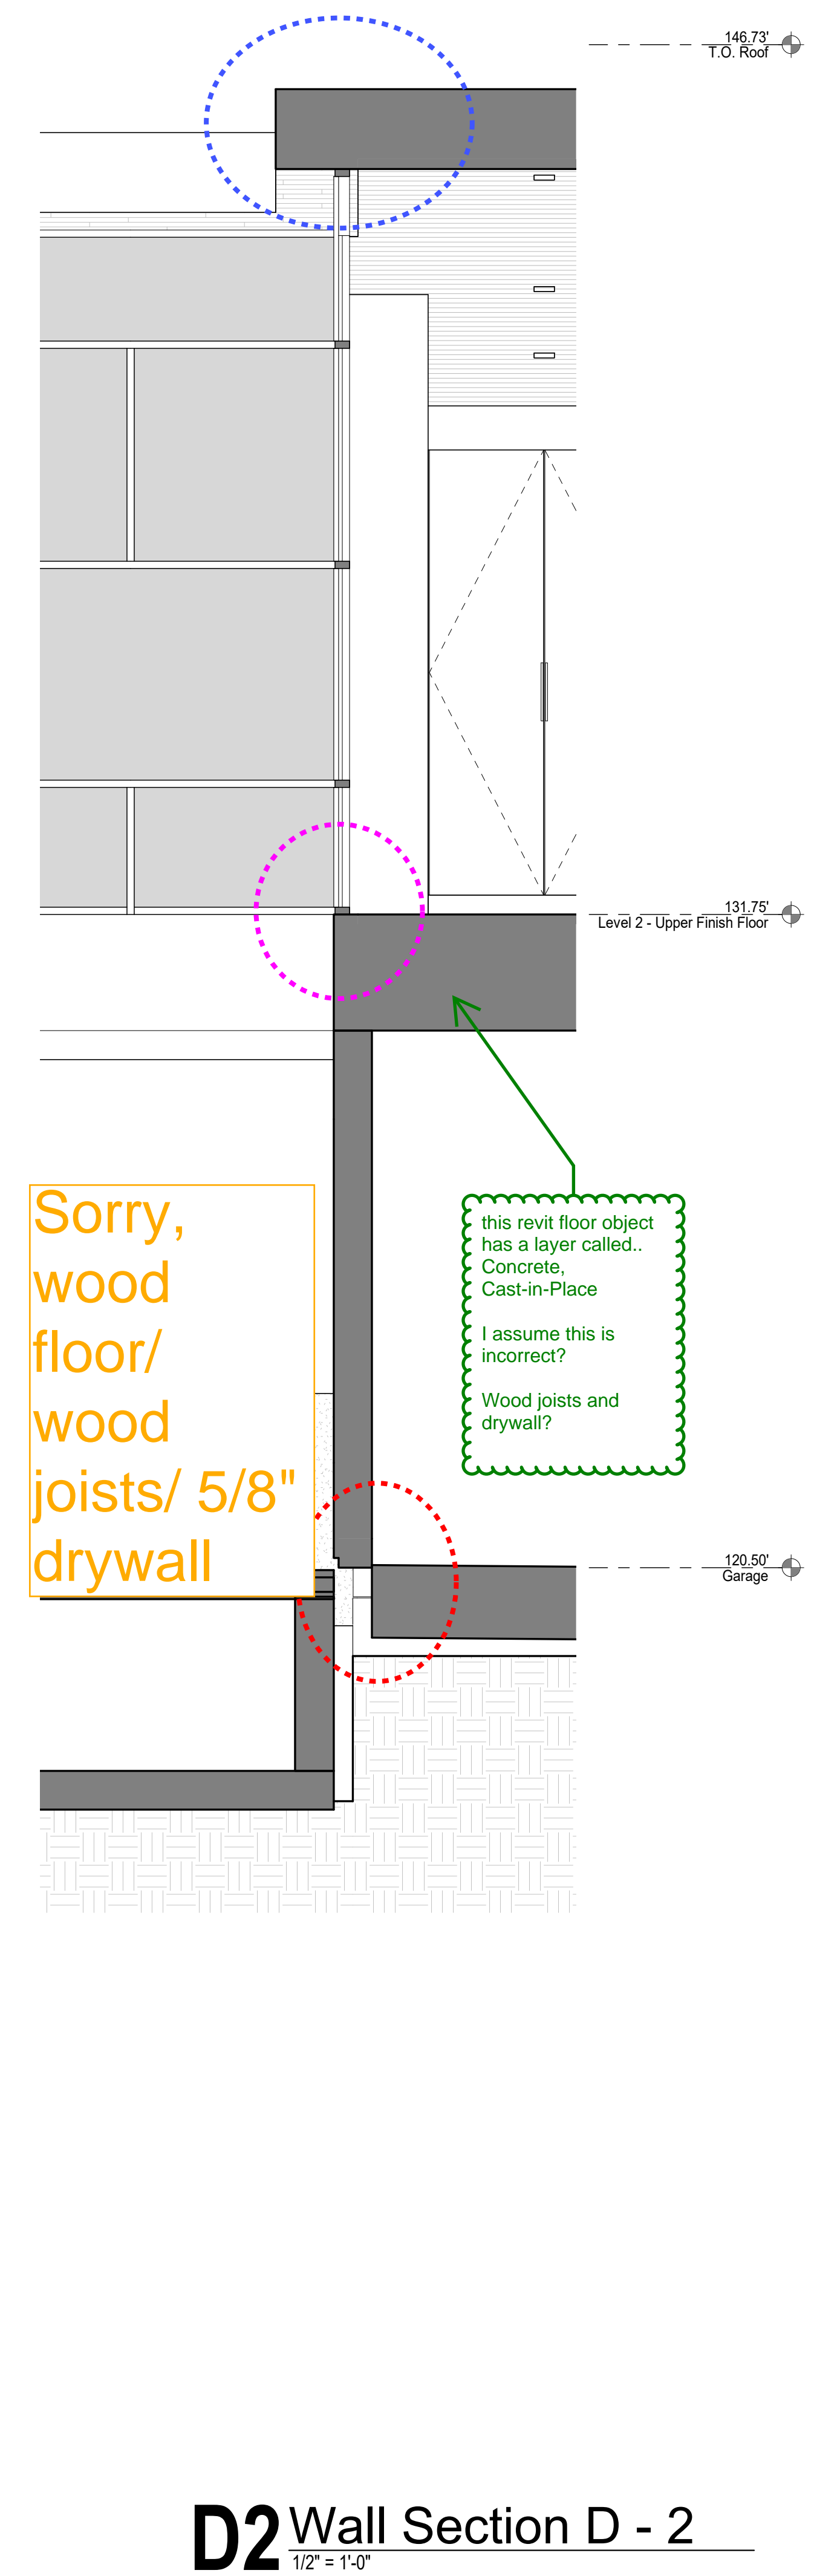 146.73'
T.O. Roof
131.75'
Level 2 - Upper Finish Floor
Sorry,
wood
floor/
wood
joists/ 5/8"
drywall
this revit floor object
has a layer called..
Concrete,
Cast-in-Place
I assume this is
incorrect?
Wood joists and
drywall?
120.50'
Garage
D2 Wall Section D - 2
1/2" = 1'-0"